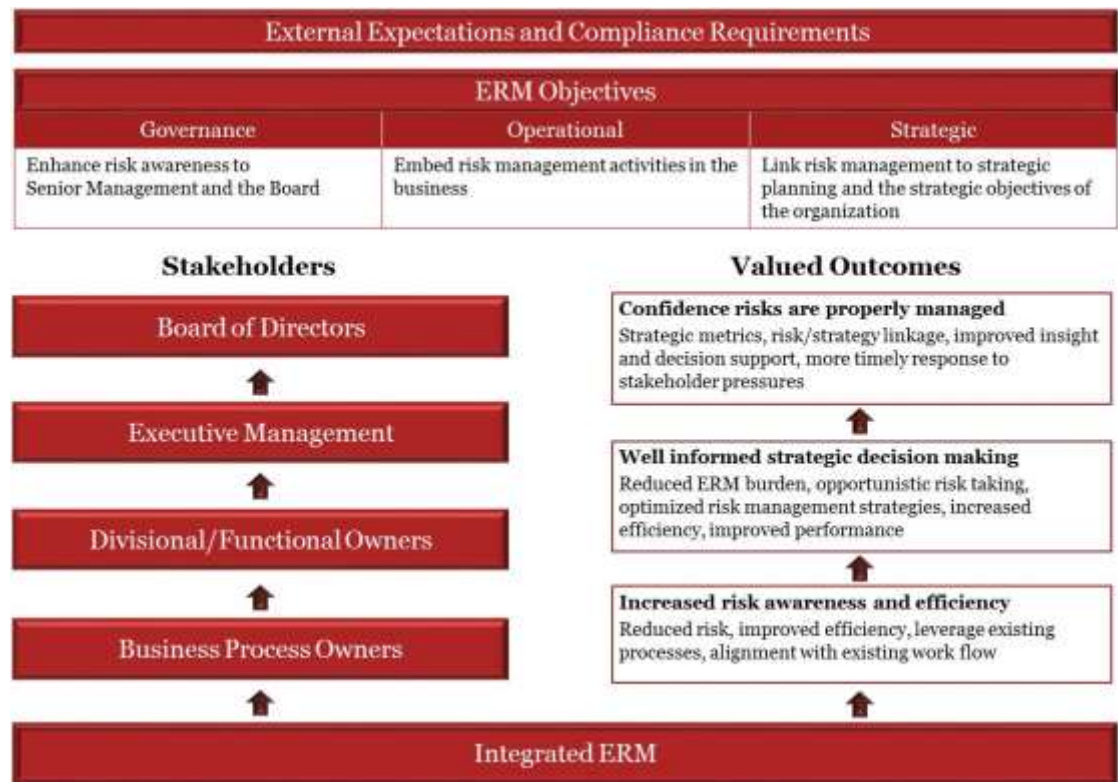 External Expectations and Compliance Requirements
ERM Objectives
Governance
Operational
Strategic
Enhance risk awareness to
Senior Management and the Board
Embed risk management activities in the
business
Link risk management to strategic
planning and the strategic objectives of
the organization
Stakeholders
Board of Directors
Executive Management
Divisional/Functional Owners
Business Process Owners
Valued Outcomes
Confidence risks are properly managed
Strategic metrics, risk/strategy linkage, improved insight
and decision support, more timely response to
stakeholder pressures
Well informed strategic decision making
Reduced ERM burden, opportunistic risk taking,
optimized risk management strategies, increased
efficiency, improved performance
Increased risk awareness and efficiency
Reduced risk, improved efficiency, leverage existing
processes, alignment with existing work flow
Integrated ERM